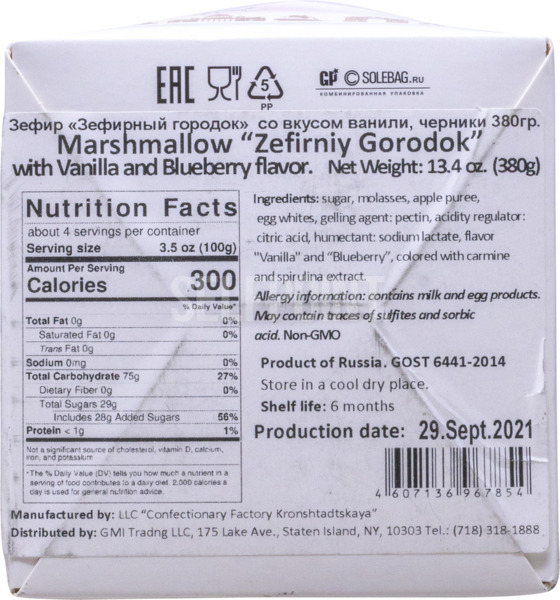 EAC
5
PP
GP © SOLEBAG.RU
КОМБИНИРОВАННАЯ УПАКОВКА
Зефир «Зефирный городок» со вкусом ванили, черники 380гр.
Marshmallow "Zefirniy Gorodok"
with Vanilla and Blueberry flavor. Net Weight: 13.4 oz. (380g)
Nutrition Facts
about 4 servings per container
Serving size 3.5 oz (100g)
Amount Per Serving
Calories 300
% Daily Value*
Total Fat 0g 0%
Saturated Fat 0g 0%
Trans Fat 0g
Sodium 0mg 0%
Total Carbohydrate 75g 27%
Dietary Fiber 0g 0%
Total Sugars 29g
Includes 28g Added Sugars 56%
Protein < 1g 1%
Not a significant source of cholesterol, vitamin D, calcium,
iron, and potassium
*The % Daily Value (DV) tells you how much a nutrient in a
serving of food contributes to a daily diet. 2,000 calories a
day is used for general nutrition advice.
Ingredients: sugar, molasses, apple puree,
egg whites, gelling agent: pectin, acidity regulator:
citric acid, humectant: sodium lactate, flavor
"Vanilla" and "Blueberry", colored with carmine
and spirulina extract.
Allergy information: contains milk and egg products.
May contain traces of sulfites and sorbic
acid. Non-GMO
Product of Russia. GOST 6441-2014
Store in a cool dry place.
Shelf life: 6 months
Production date: 29.Sept.2021
4 607136 967854
Manufactured by: LLC "Confectionary Factory Kronshtadtskaya"
Distributed by: GMI Tradng LLC, 175 Lake Ave., Staten Island, NY, 10303 Tel.: (718) 318-1888